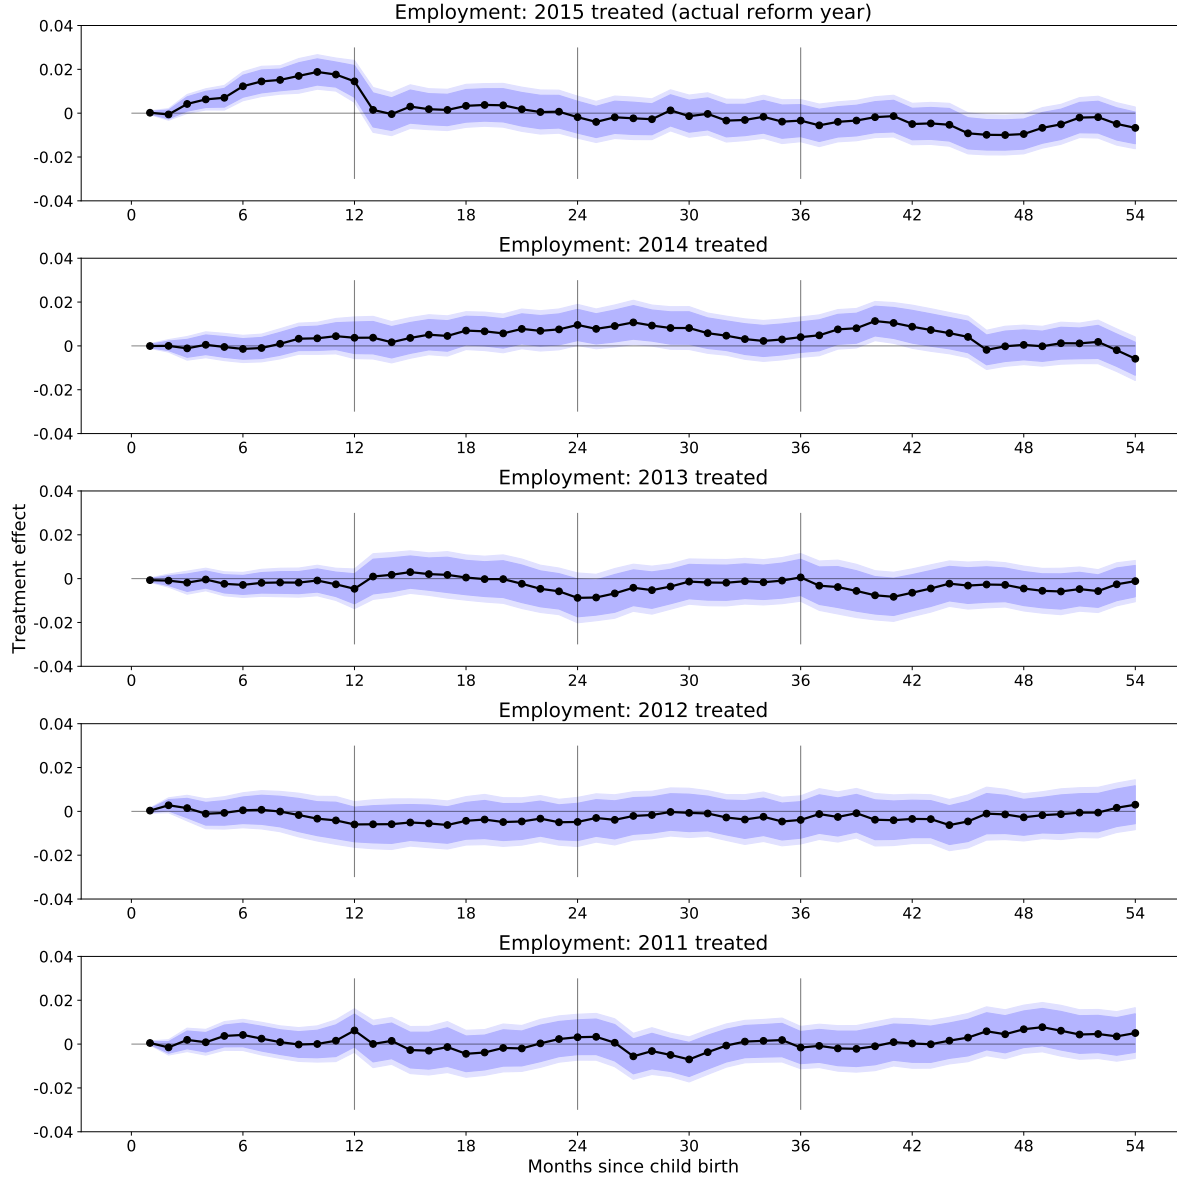 Employment: 2015 treated (actual reform year)
0.04
0.02
0
-0.02
-0.04
0 6 12 18 24 30 36 42 48 54
Employment: 2014 treated
0.04
0.02
0
-0.02
-0.04
0 6 12 18 24 30 36 42 48 54
Employment: 2013 treated
0.04
0.02
0
-0.02
-0.04
0 6 12 18 24 30 36 42 48 54
Treatment effect
Employment: 2012 treated
0.04
0.02
0
-0.02
-0.04
0 6 12 18 24 30 36 42 48 54
Employment: 2011 treated
0.04
0.02
0
-0.02
-0.04
0 6 12 18 24 30 36 42 48 54
Months since child birth